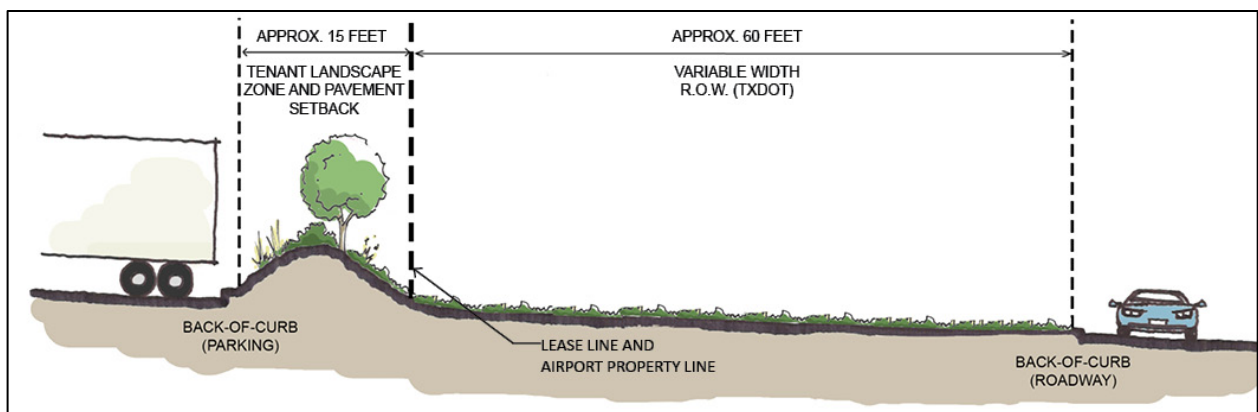 APPROX. 15 FEET
TENANT LANDSCAPE
ZONE AND PAVEMENT
SETBACK
APPROX. 60 FEET
VARIABLE WIDTH
R.O.W. (TXDOT)
BACK-OF-CURB
(PARKING)
LEASE LINE AND
AIRPORT PROPERTY LINE
BACK-OF-CURB
(ROADWAY)